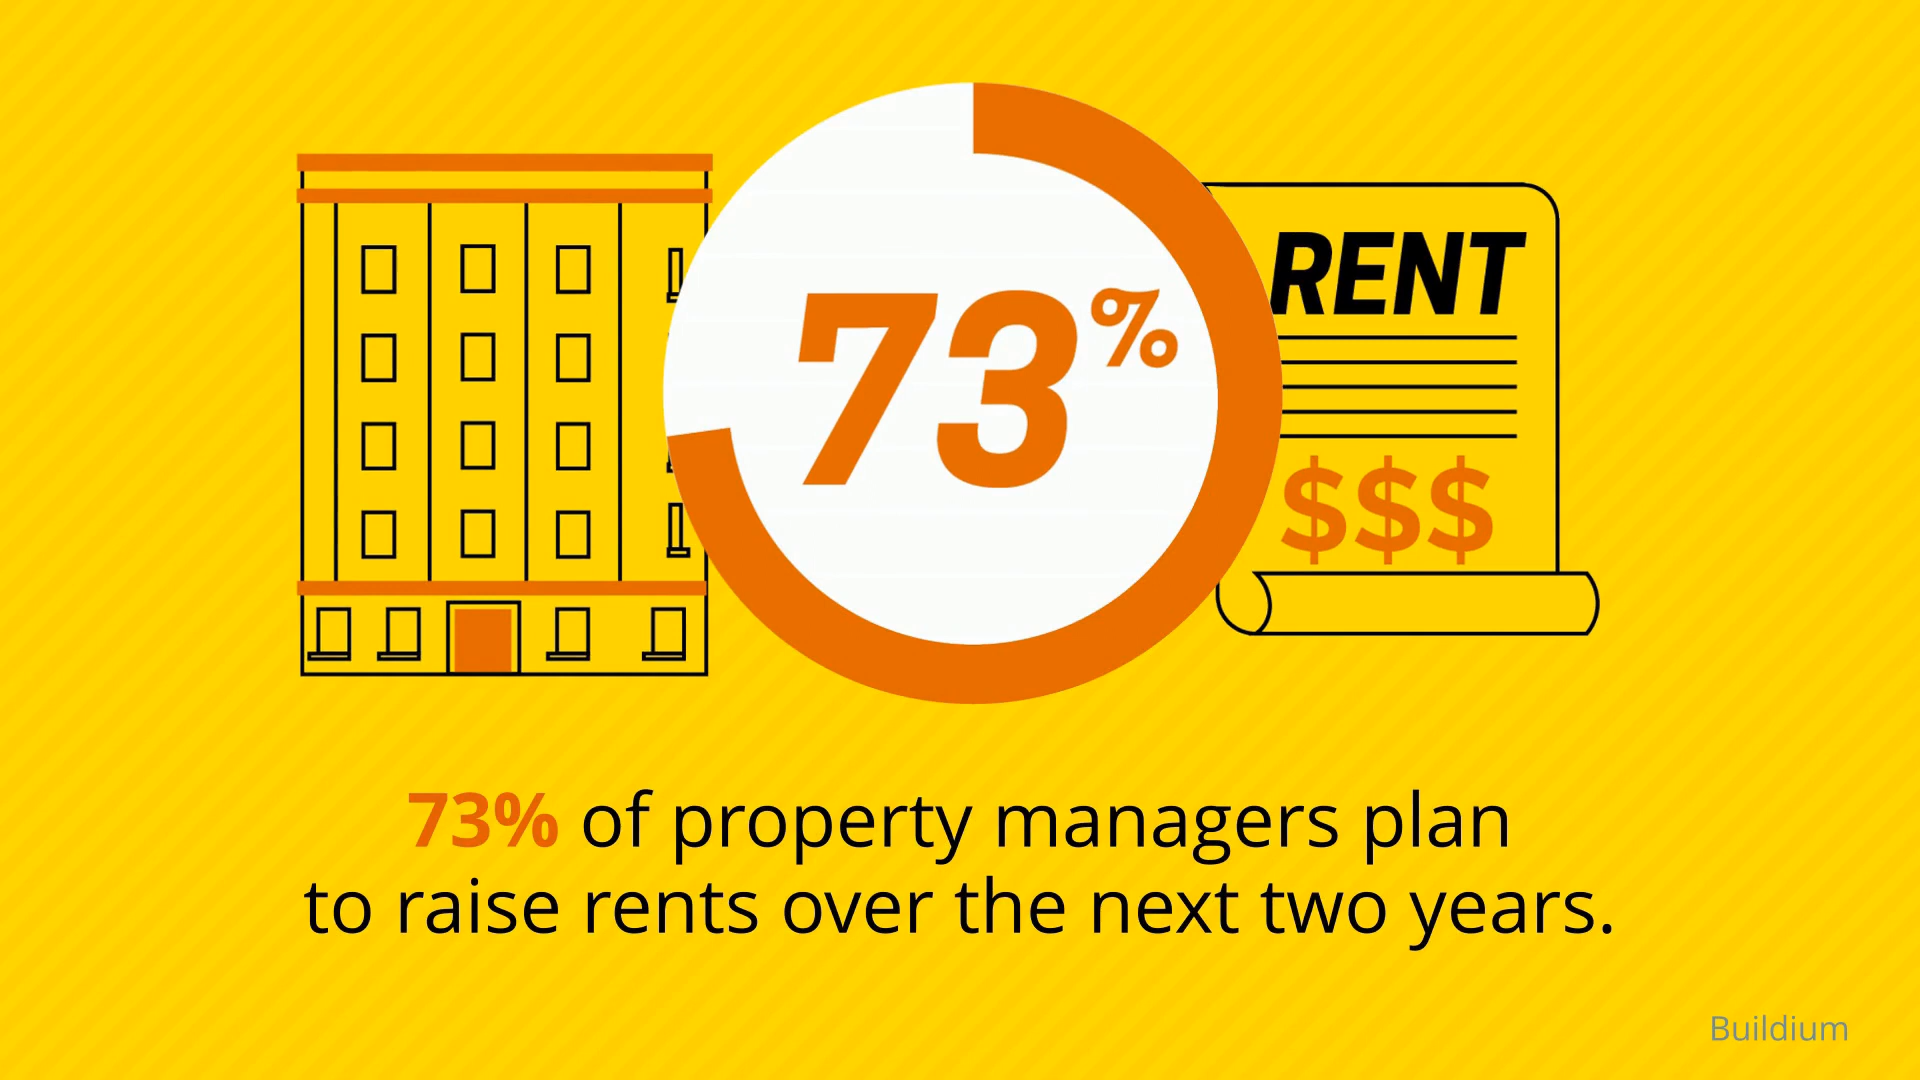 73%
RENT
$$$
73% of property managers plan
to raise rents over the next two years.
Buildium